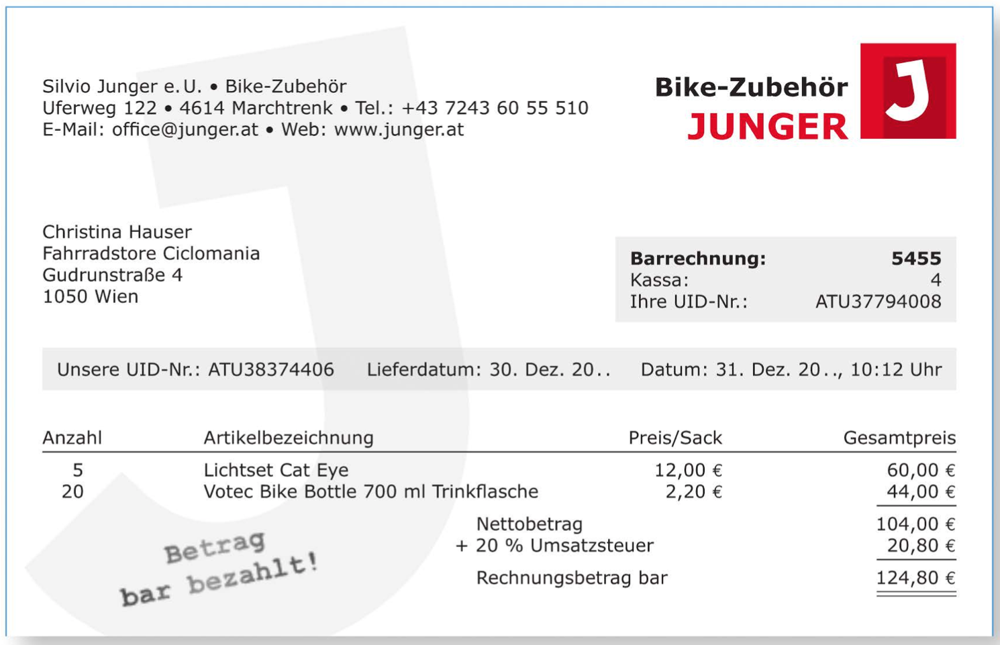 Silvio Junger e. U. • Bike-Zubehör
Uferweg 122 • 4614 Marchtrenk • Tel.: +43 7243 60 55 510
E-Mail: office@junger.at • Web: www.junger.at
Bike-Zubehör
JUNGER
J
Christina Hauser
Fahrradstore Ciclomania
Gudrunstraße 4
1050 Wien
Barrechnung: 5455
Kassa: 4
Ihre UID-Nr.: ATU37794008
Unsere UID-Nr.: ATU38374406 Lieferdatum: 30. Dez. 20.. Datum: 31. Dez. 20.., 10:12 Uhr
Anzahl Artikelbezeichnung Preis/Sack Gesamtpreis
5 Lichtset Cat Eye 12,00 € 60,00 €
20 Votec Bike Bottle 700 ml Trinkflasche 2,20 € 44,00 €
Nettobetrag 104,00 €
+ 20 % Umsatzsteuer 20,80 €
Rechnungsbetrag bar 124,80 €
Betrag
bar bezahlt!